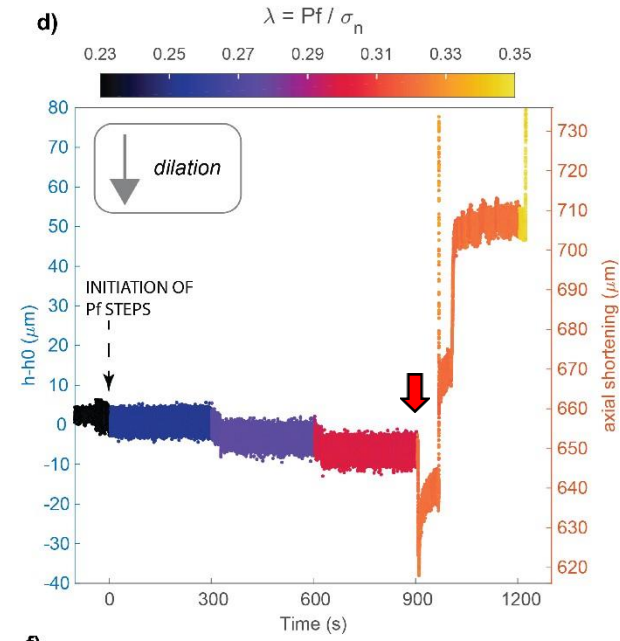 d)
λ = Pf / σn
0.23 0.25 0.27 0.29 0.31 0.33 0.35
dilation
INITIATION OF
Pf STEPS
h-h0 (μm)
80
70
60
50
40
30
20
10
0
-10
-20
-30
-40
axial shortening (μm)
730
720
710
700
690
680
670
660
650
640
630
620
0 300 600 900 1200
Time (s)